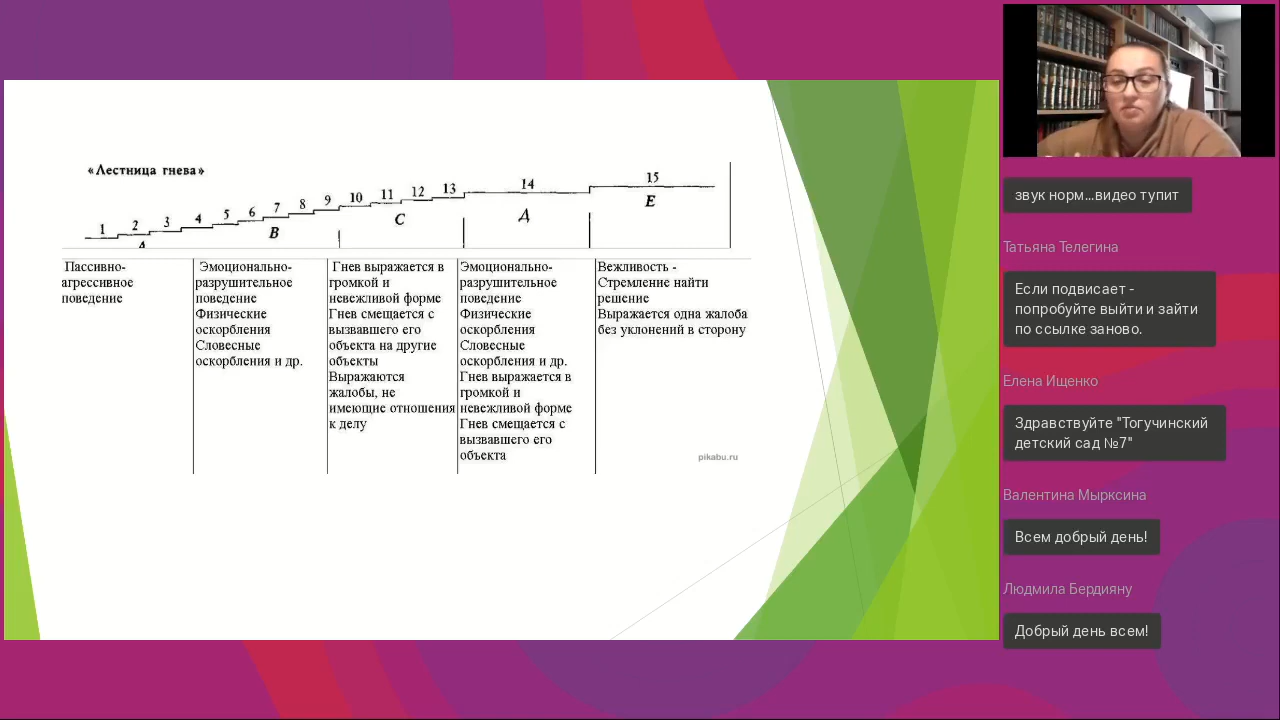 «Лестница гнева»
1 2 3 4 5 6 7 8 9 10 11 12 13 14 15
А В С Д Е
Пассивно-
агрессивное
поведение
Эмоционально-
разрушительное
поведение
Физические
оскорбления
Словесные
оскорбления и др.
Гнев выражается в
громкой и
невежливой форме
Гнев смещается с
вызвавшего его
объекта на другие
объекты
Выражаются
жалобы, не
имеющие отношения
к делу
Эмоционально-
разрушительное
поведение
Физические
оскорбления
Словесные
оскорбления и др.
Гнев выражается в
громкой и
невежливой форме
Гнев смещается с
вызвавшего его
объекта
Вежливость -
Стремление найти
решение
Выражается одна жалоба
без уклонений в сторону
pikabu.ru
звук норм...видео тупит
Татьяна Телегина
Если подвисает -
попробуйте выйти и зайти
по ссылке заново.
Елена Ищенко
Здравствуйте "Тогучинский
детский сад №7"
Валентина Мырксина
Всем добрый день!
Людмила Бердияну
Добрый день всем!